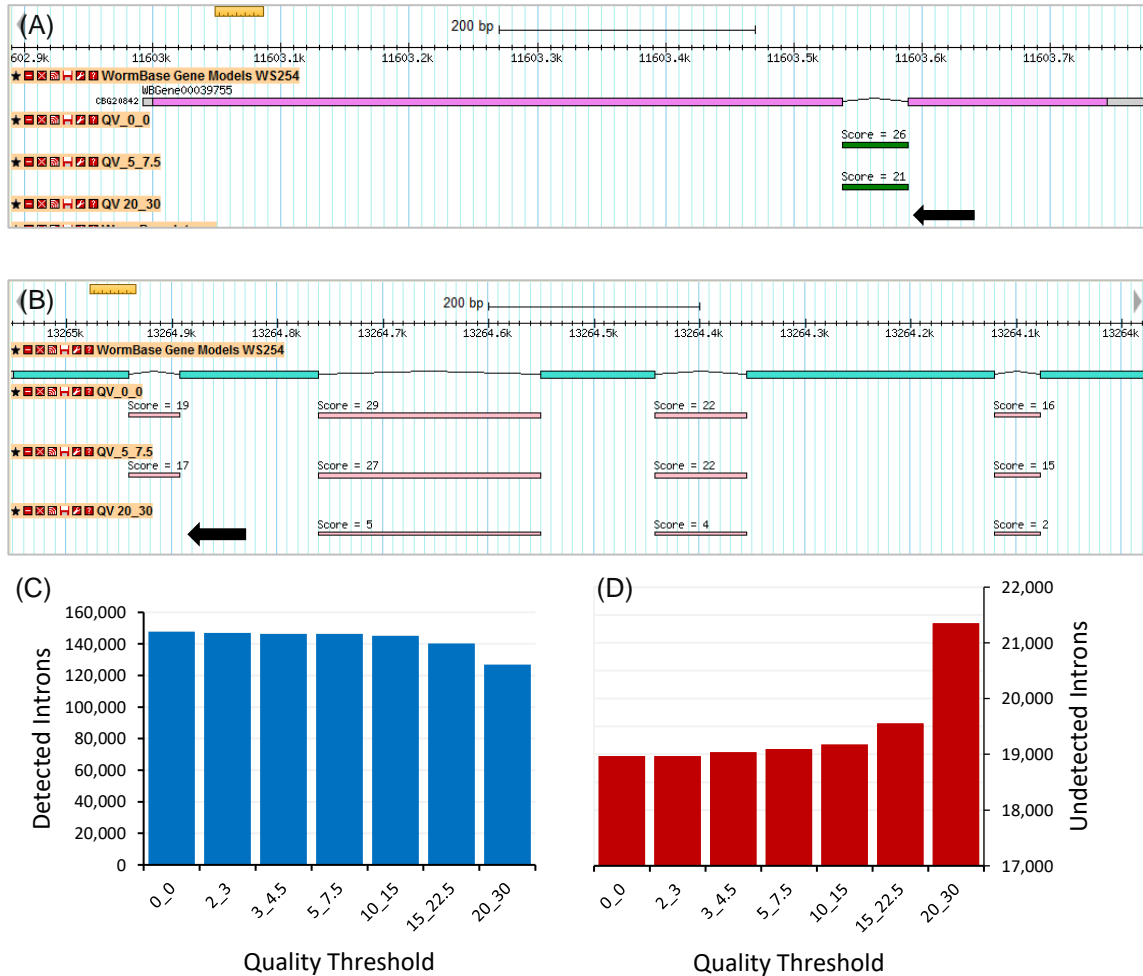 (A)
200 bp
602.9k 11603k 11603.1k 11603.2k 11603.3k 11603.4k 11603.5k 11603.6k 11603.7k
WormBase Gene Models WS254
WBGene00039755
CBG20842
QV_0_0
Score = 26
QV_5_7.5
Score = 21
QV 20_30
(B)
200 bp
13265k 13264.9k 13264.8k 13264.7k 13264.6k 13264.5k 13264.4k 13264.3k 13264.2k 13264.1k 13264k
WormBase Gene Models WS254
QV_0_0
Score = 19 Score = 29 Score = 22 Score = 16
QV_5_7.5
Score = 17 Score = 27 Score = 22 Score = 15
QV 20_30
Score = 5 Score = 4 Score = 2
(C)
160,000
140,000
120,000
100,000
80,000
60,000
40,000
20,000
0
Detected Introns
0_0 2_3 3_4.5 5_7.5 10_15 15_22.5 20_30
Quality Threshold
(D)
22,000
21,000
20,000
19,000
18,000
17,000
Undetected Introns
0_0 2_3 3_4.5 5_7.5 10_15 15_22.5 20_30
Quality Threshold